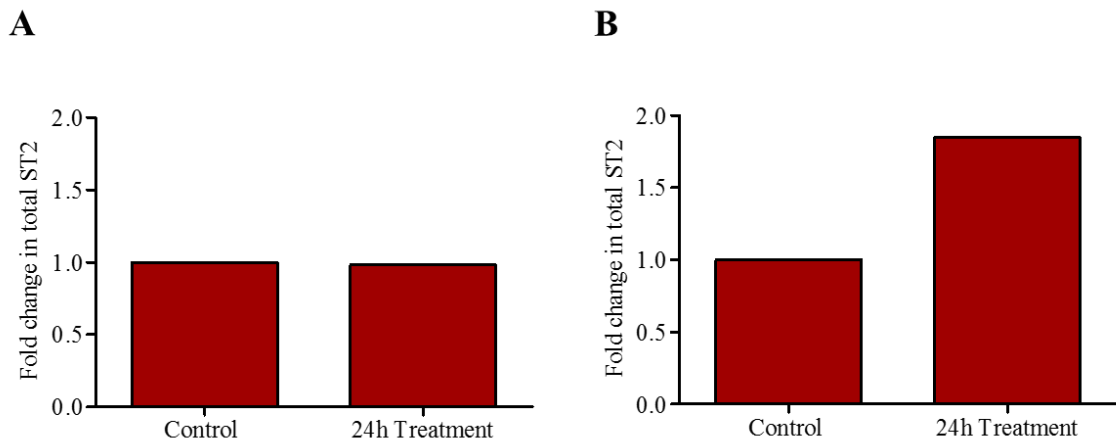 A
Fold change in total ST2
2.0
1.5
1.0
0.5
0.0
Control 24h Treatment
B
Fold change in total ST2
2.0
1.5
1.0
0.5
0.0
Control 24h Treatment